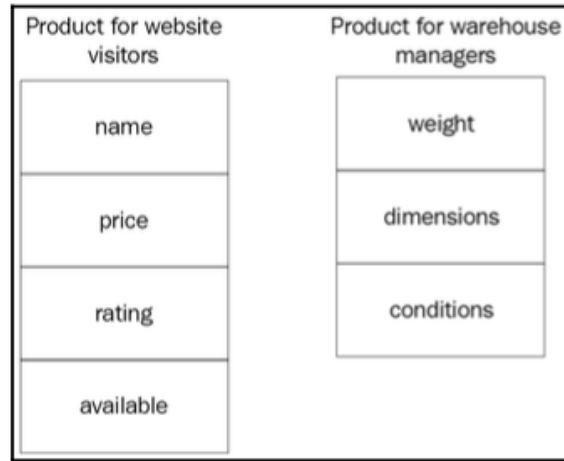 Product for website
visitors
name
price
rating
available
Product for warehouse
managers
weight
dimensions
conditions